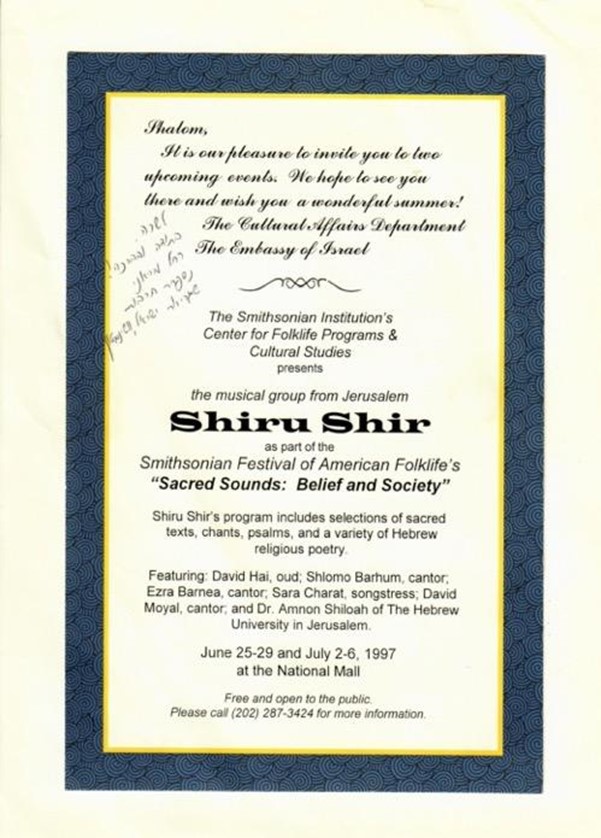 Shalom,
It is our pleasure to invite you to two
upcoming events. We hope to see you
there and wish you a wonderful summer!
The Cultural Affairs Department
The Embassy of Israel
לשרה,
The Smithsonian Institution's
Center for Folklife Programs &
Cultural Studies
presents
the musical group from Jerusalem
Shiru Shir
as part of the
Smithsonian Festival of American Folklife's
"Sacred Sounds: Belief and Society"
Shiru Shir's program includes selections of sacred
texts, chants, psalms, and a variety of Hebrew
religious poetry.
Featuring: David Hai, oud; Shlomo Barhum, cantor;
Ezra Barnea, cantor; Sara Charat, songstress; David
Moyal, cantor; and Dr. Amnon Shiloah of The Hebrew
University in Jerusalem.
June 25-29 and July 2-6, 1997
at the National Mall
Free and open to the public.
Please call (202) 287-3424 for more information.